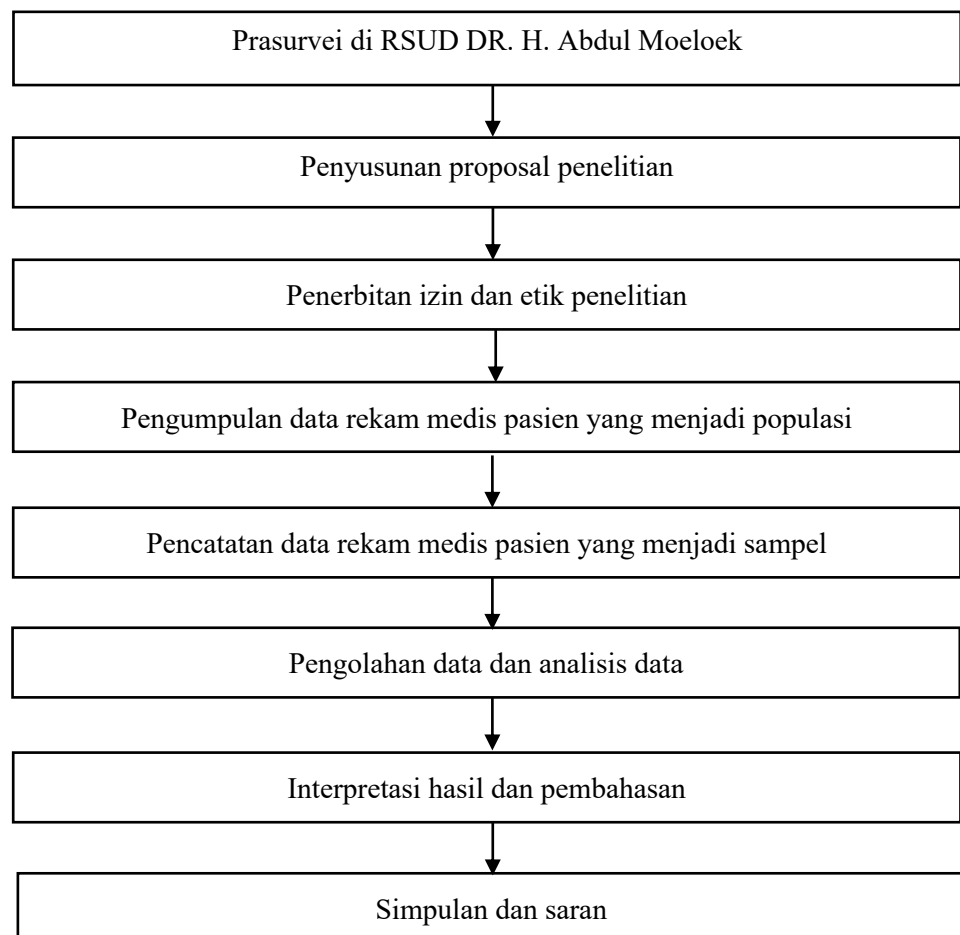 Prasurvei di RSUD DR. H. Abdul Moeloek
Penyusunan proposal penelitian
Penerbitan izin dan etik penelitian
Pengumpulan data rekam medis pasien yang menjadi populasi
Pencatatan data rekam medis pasien yang menjadi sampel
Pengolahan data dan analisis data
Interpretasi hasil dan pembahasan
Simpulan dan saran